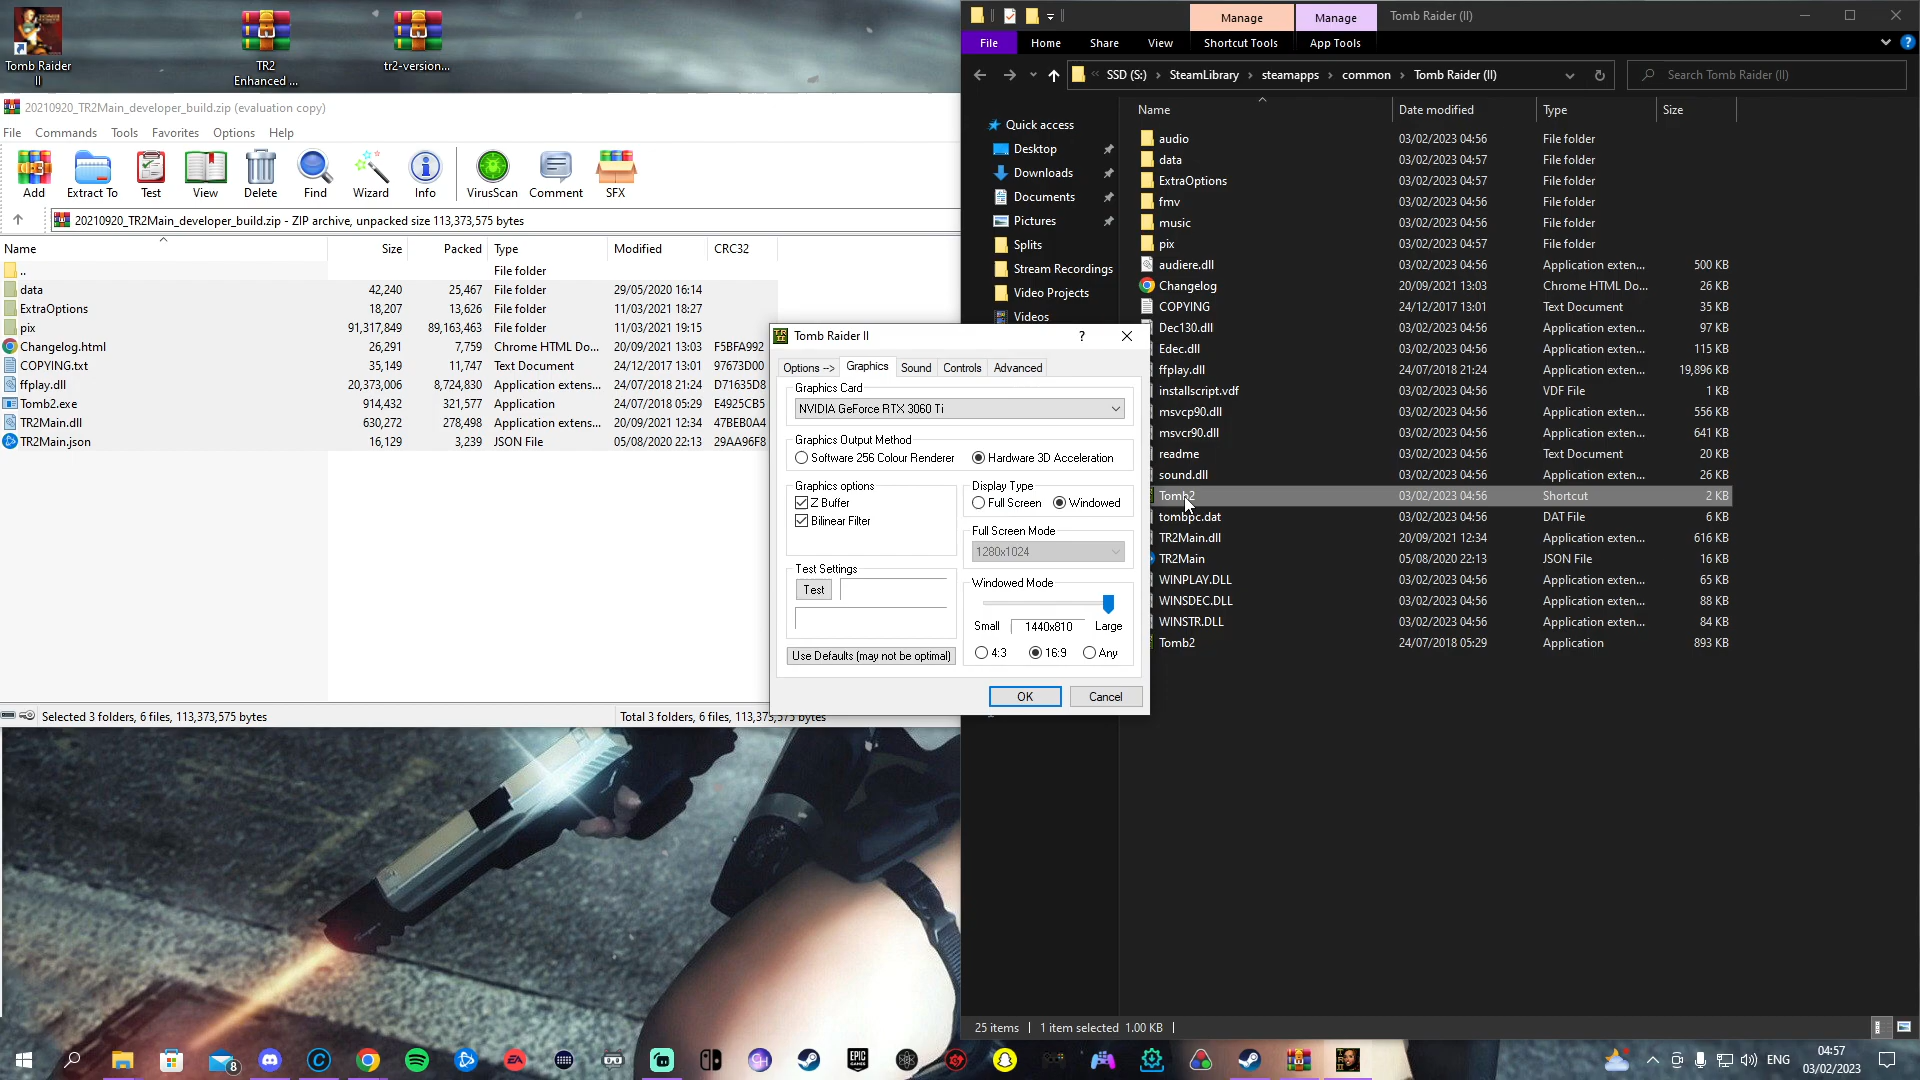 Tomb Raider
II
TR2
Enhanced ...
tr2-version...
20210920_TR2Main_developer_build.zip (evaluation copy)
File Commands Tools Favorites Options Help
Add Extract To Test View Delete Find Wizard Info VirusScan Comment SFX
20210920_TR2Main_developer_build.zip - ZIP archive, unpacked size 113,373,575 bytes
Name Size Packed Type Modified CRC32
.. File folder
data 42,240 25,467 File folder 29/05/2020 16:14
ExtraOptions 18,207 13,626 File folder 11/03/2021 18:27
pix 91,317,849 89,163,463 File folder 11/03/2021 19:15
Changelog.html 26,291 7,759 Chrome HTML Do... 20/09/2021 13:03 F5BFA992
COPYING.txt 35,149 11,747 Text Document 24/12/2017 13:01 97673D00
ffplay.dll 20,373,006 8,724,830 Application extens... 24/07/2018 21:24 D71635D8
Tomb2.exe 914,432 321,577 Application 24/07/2018 05:29 E4925CB5
TR2Main.dll 630,272 278,498 Application extens... 20/09/2021 12:34 47BEB0A4
TR2Main.json 16,129 3,239 JSON File 05/08/2020 22:13 29AA96F8
Selected 3 folders, 6 files, 113,373,575 bytes
Total 3 folders, 6 files, 113,373,575 bytes
Tomb Raider II
? 
Options --> Graphics Sound Controls Advanced
Graphics Card
NVIDIA GeForce RTX 3060 Ti
Graphics Output Method
Software 256 Colour Renderer Hardware 3D Acceleration
Graphics options
Z Buffer
Bilinear Filter
Display Type
Full Screen Windowed
Full Screen Mode
1280x1024
Test Settings
Test
Windowed Mode
Small 1440x810 Large
4:3 16:9 Any
Use Defaults (may not be optimal)
OK Cancel
Manage Manage Tomb Raider (II)
File Home Share View Shortcut Tools App Tools
SSD (S:) SteamLibrary steamapps common Tomb Raider (II)
Search Tomb Raider (II)
Quick access
Desktop
Downloads
Documents
Pictures
Splits
Stream Recordings
Video Projects
Videos
Name Date modified Type Size
audio 03/02/2023 04:56 File folder
data 03/02/2023 04:57 File folder
ExtraOptions 03/02/2023 04:57 File folder
fmv 03/02/2023 04:56 File folder
music 03/02/2023 04:56 File folder
pix 03/02/2023 04:57 File folder
audiere.dll 03/02/2023 04:56 Application exten... 500 KB
Changelog 20/09/2021 13:03 Chrome HTML Do... 26 KB
COPYING 24/12/2017 13:01 Text Document 35 KB
Dec130.dll 03/02/2023 04:56 Application exten... 97 KB
Edec.dll 03/02/2023 04:56 Application exten... 115 KB
ffplay.dll 24/07/2018 21:24 Application exten... 19,896 KB
installscript.vdf 03/02/2023 04:56 VDF File 1 KB
msvcp90.dll 03/02/2023 04:56 Application exten... 556 KB
msvcr90.dll 03/02/2023 04:56 Application exten... 641 KB
readme 03/02/2023 04:56 Text Document 20 KB
sound.dll 03/02/2023 04:56 Application exten... 26 KB
Tomb2 03/02/2023 04:56 Shortcut 2 KB
tombpc.dat 03/02/2023 04:56 DAT File 6 KB
TR2Main.dll 20/09/2021 12:34 Application exten... 616 KB
TR2Main 05/08/2020 22:13 JSON File 16 KB
WINPLAY.DLL 03/02/2023 04:56 Application exten... 65 KB
WINSDEC.DLL 03/02/2023 04:56 Application exten... 88 KB
WINSTR.DLL 03/02/2023 04:56 Application exten... 84 KB
Tomb2 24/07/2018 05:29 Application 893 KB
25 items 1 item selected 1.00 KB
8
EA
EPIC
GAMES
CH
ENG
04:57
03/02/2023